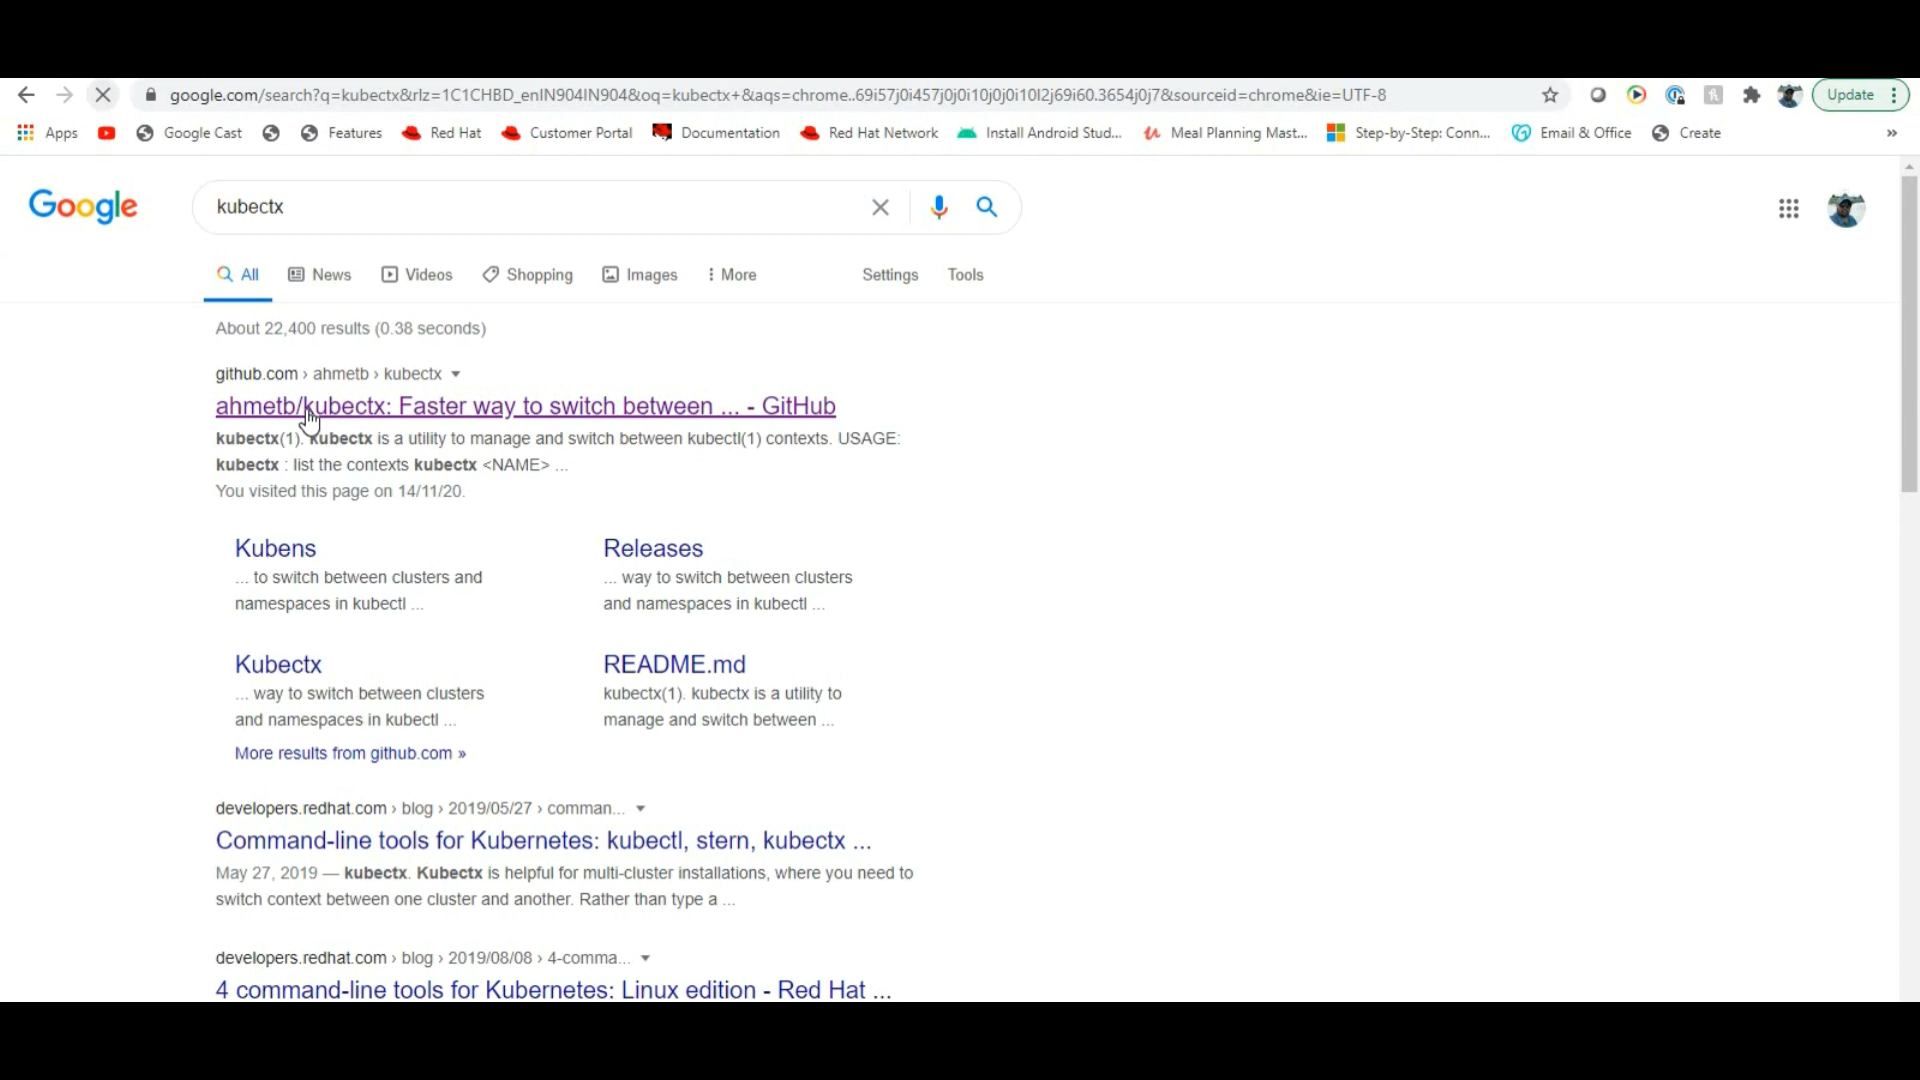 google.com/search?q=kubectx&rlz=1C1CHBD_enIN904IN904&oq=kubectx+&aqs=chrome..69i57j0i457j0j0i10j0j0i10l2j69i60.3654j0j7&sourceid=chrome&ie=UTF-8
Update
Apps Google Cast Features Red Hat Customer Portal Documentation Red Hat Network Install Android Stud... Meal Planning Mast... Step-by-Step: Conn... Email & Office Create »
Google
kubectx
All News Videos Shopping Images More Settings Tools
About 22,400 results (0.38 seconds)
github.com › ahmetb › kubectx
ahmetb/kubectx: Faster way to switch between ... - GitHub
kubectx(1). kubectx is a utility to manage and switch between kubectl(1) contexts. USAGE:
kubectx : list the contexts kubectx <NAME> ...
You visited this page on 14/11/20.
Kubens
... to switch between clusters and
namespaces in kubectl ...
Releases
... way to switch between clusters
and namespaces in kubectl ...
Kubectx
... way to switch between clusters
and namespaces in kubectl ...
README.md
kubectx(1). kubectx is a utility to
manage and switch between ...
More results from github.com »
developers.redhat.com › blog › 2019/05/27 › comman...
Command-line tools for Kubernetes: kubectl, stern, kubectx ...
May 27, 2019 — kubectx. Kubectx is helpful for multi-cluster installations, where you need to
switch context between one cluster and another. Rather than type a ...
developers.redhat.com › blog › 2019/08/08 › 4-comma...
4 command-line tools for Kubernetes: Linux edition - Red Hat ...